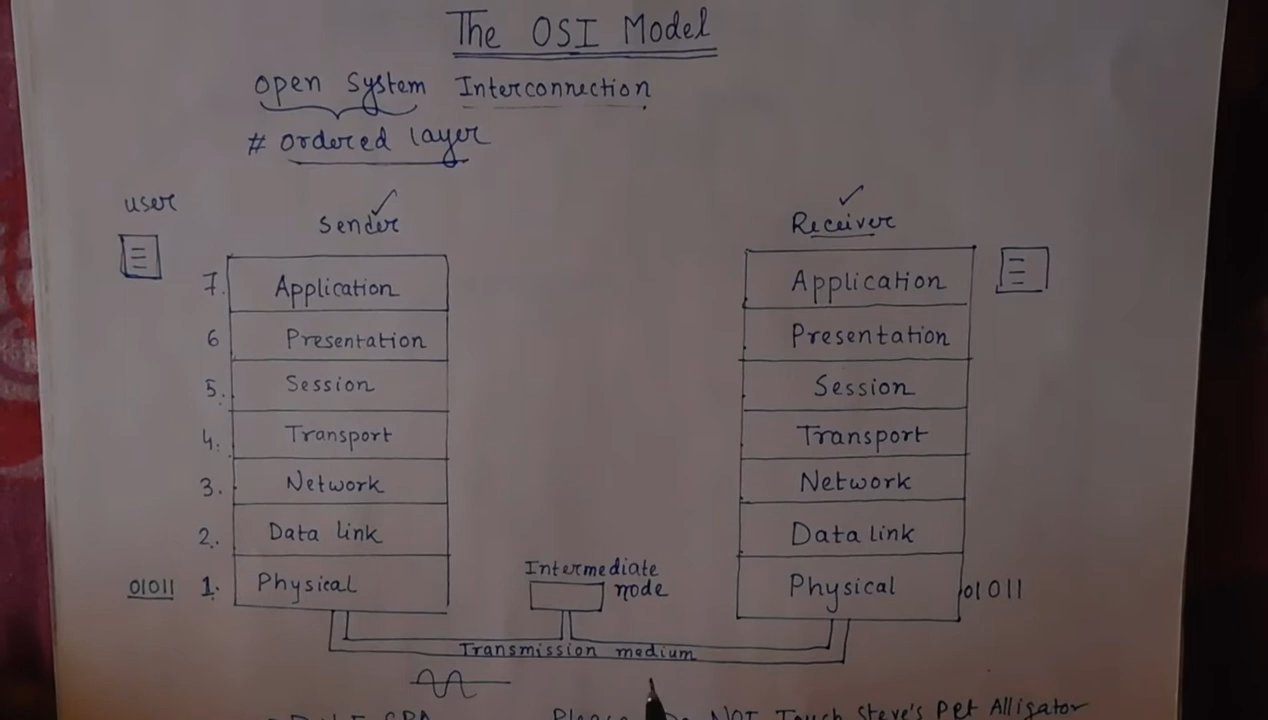 The OSI Model
open system Interconnection
# ordered layer
user
Sender
Receiver
7. Application
Application
6 Presentation
Presentation
5. Session
Session
4. Transport
Transport
3. Network
Network
2. Data link
Data link
Intermediate
node
01011 1. Physical
Physical 01011
Transmission medium
NOT Touch Steve's Pet Alligator